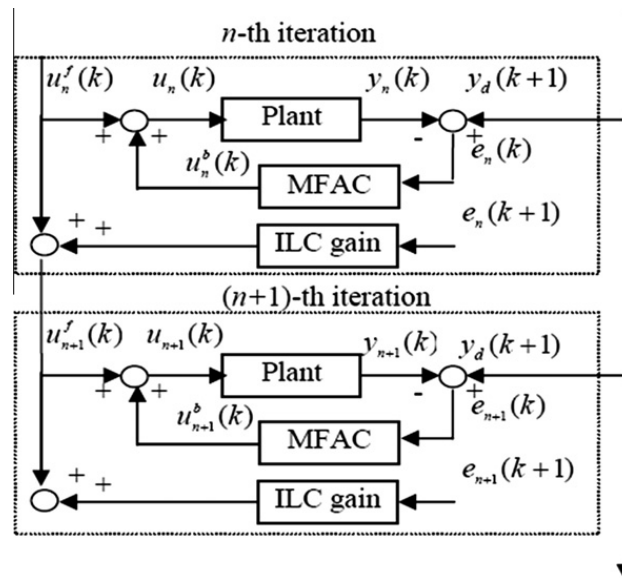 n-th iteration
u_n^f(k) u_n(k) y_n(k) y_d(k+1)
Plant
+ + - +
e_n(k)
u_n^b(k)
MFAC
e_n(k+1)
+ +
ILC gain
(n+1)-th iteration
u_{n+1}^f(k) u_{n+1}(k) y_{n+1}(k) y_d(k+1)
Plant
+ + - +
e_{n+1}(k)
u_{n+1}^b(k)
MFAC
e_{n+1}(k+1)
+ +
ILC gain